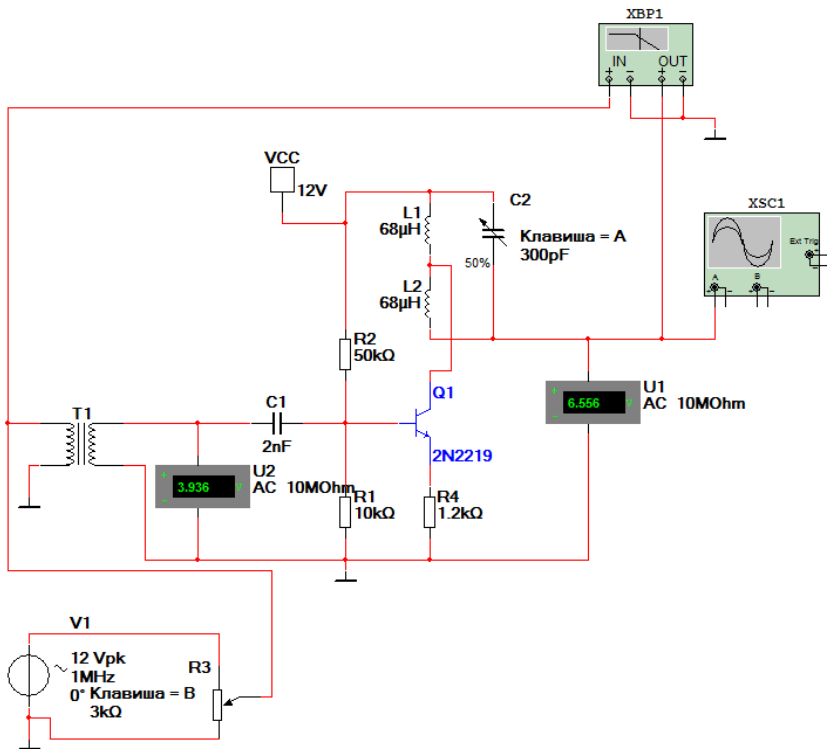 XBP1
IN OUT
+ − + −
VCC
12V
L1
68µH
C2
Клавиша = A
300pF
50%
XSC1
Ext Trig
+
A
B
+ − + −
L2
68µH
R2
50kΩ
Q1
2N2219
C1
2nF
T1
U1
AC 10MOhm
+
6.556
V
−
U2
AC 10MOhm
+
3.936
V
−
R1
10kΩ
R4
1.2kΩ
V1
12 Vpk
1MHz
0°
R3
Клавиша = B
3kΩ